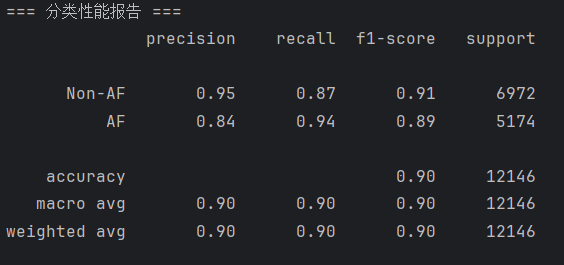 === 分类性能报告 ===
precision recall f1-score support
Non-AF 0.95 0.87 0.91 6972
AF 0.84 0.94 0.89 5174
accuracy 0.90 12146
macro avg 0.90 0.90 0.90 12146
weighted avg 0.90 0.90 0.90 12146